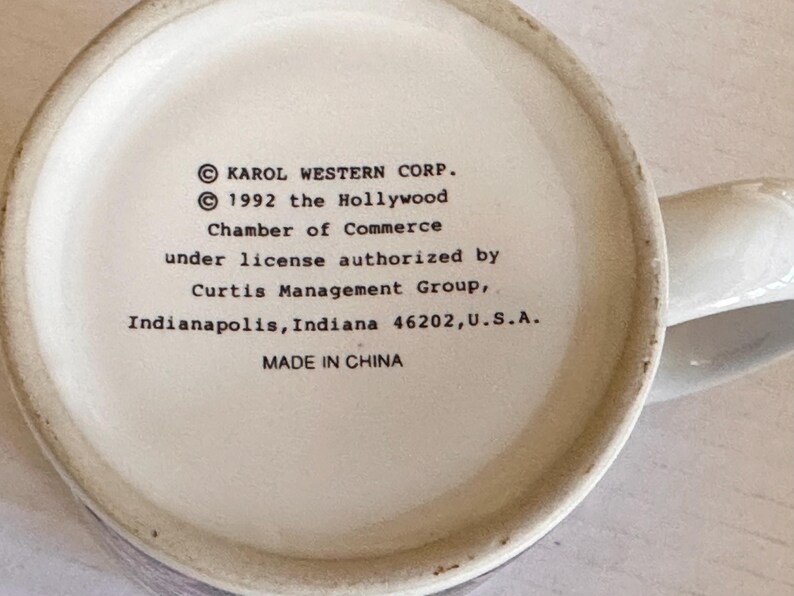 © KAROL WESTERN CORP.
© 1992 the Hollywood
Chamber of Commerce
under license authorized by
Curtis Management Group,
Indianapolis,Indiana 46202,U.S.A.
MADE IN CHINA